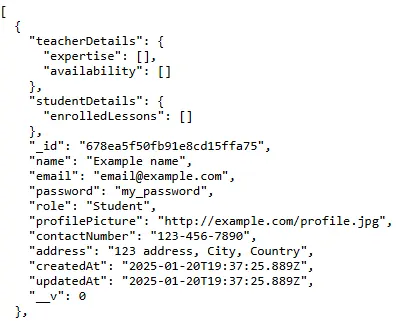 [
  {
    "teacherDetails": {
      "expertise": [],
      "availability": []
    },
    "studentDetails": {
      "enrolledLessons": []
    },
    "_id": "678ea5f50fb91e8cd15ffa75",
    "name": "Example name",
    "email": "email@example.com",
    "password": "my_password",
    "role": "Student",
    "profilePicture": "http://example.com/profile.jpg",
    "contactNumber": "123-456-7890",
    "address": "123 address, City, Country",
    "createdAt": "2025-01-20T19:37:25.889Z",
    "updatedAt": "2025-01-20T19:37:25.889Z",
    "__v": 0
  },